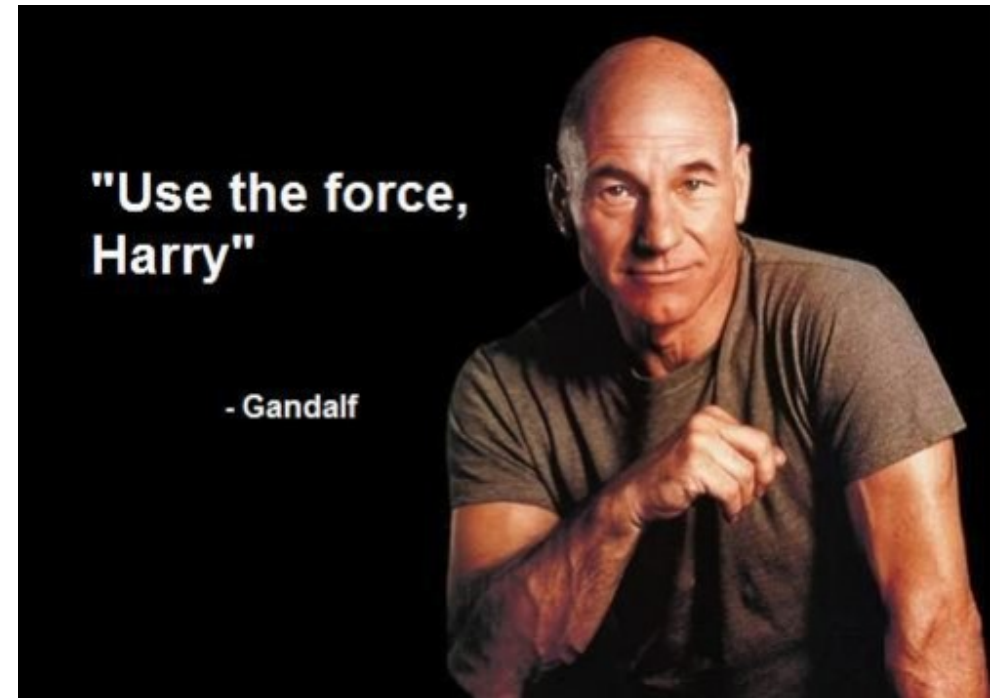 "Use the force,
Harry"
- Gandalf